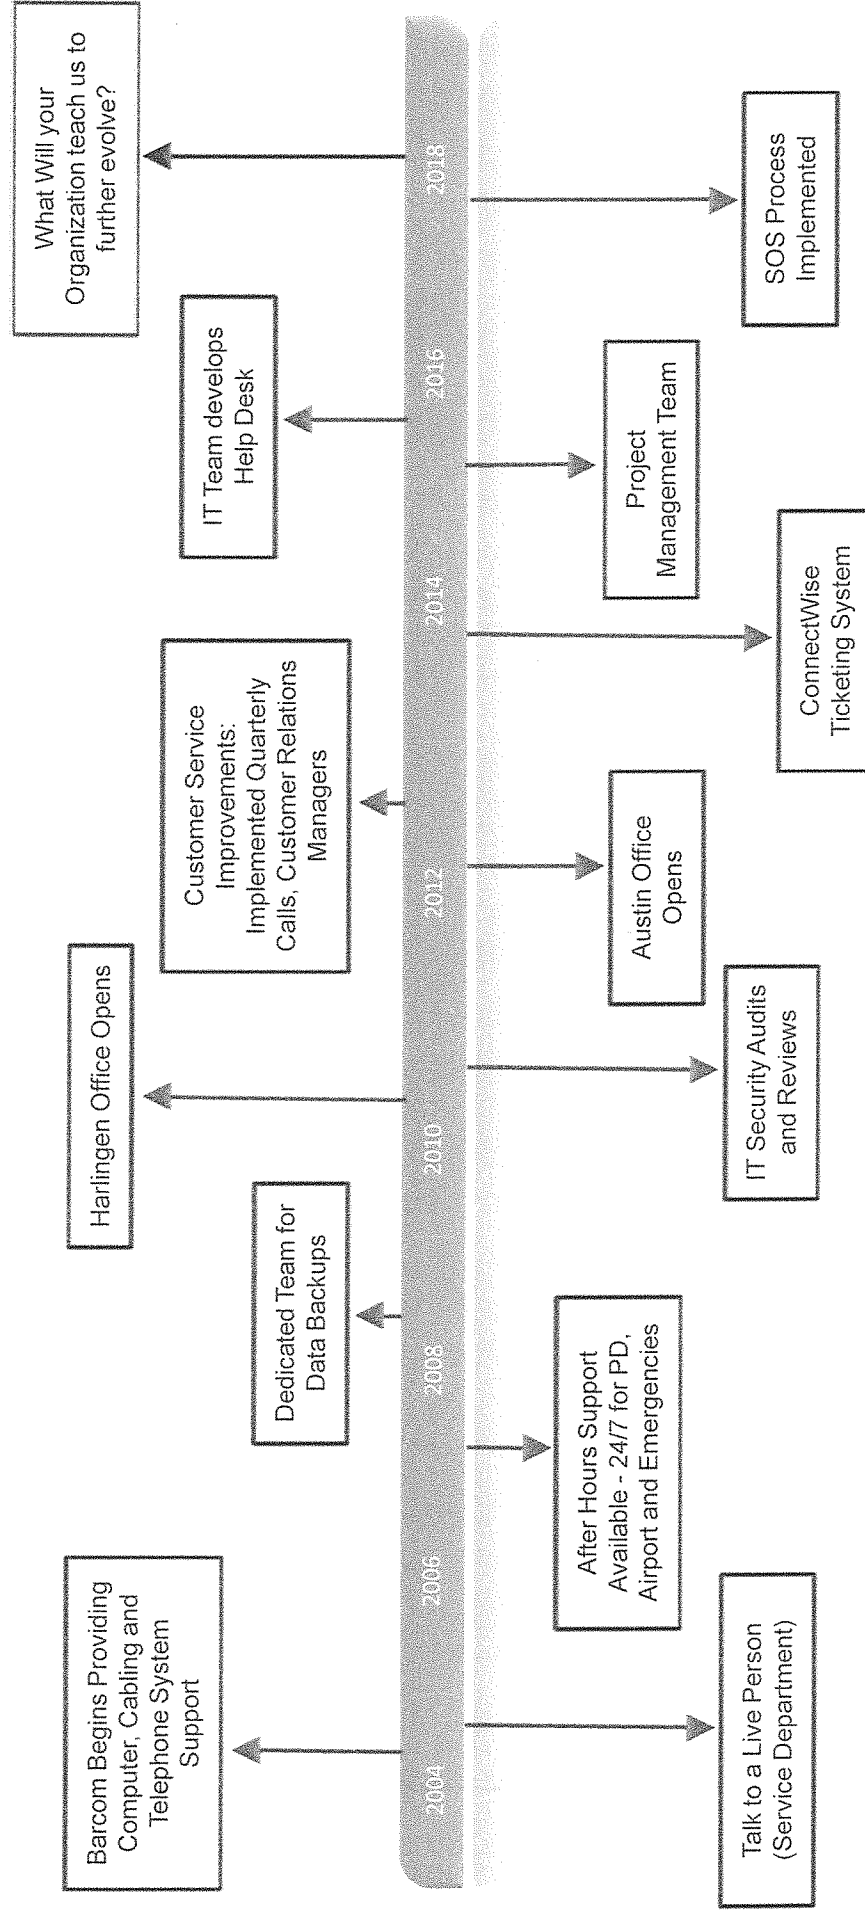 Barcom Begins Providing
Computer, Cabling and
Telephone System
Support
Dedicated Team for
Data Backups
Harlingen Office Opens
Customer Service
Improvements:
Implemented Quarterly
Calls, Customer Relations
Managers
IT Team develops
Help Desk
What Will your
Organization teach us to
further evolve?
2004
2006
2008
2010
2012
2014
2016
2018
Talk to a Live Person
(Service Department)
After Hours Support
Available - 24/7 for PD,
Airport and Emergencies
IT Security Audits
and Reviews
Austin Office
Opens
ConnectWise
Ticketing System
Project
Management Team
SOS Process
Implemented